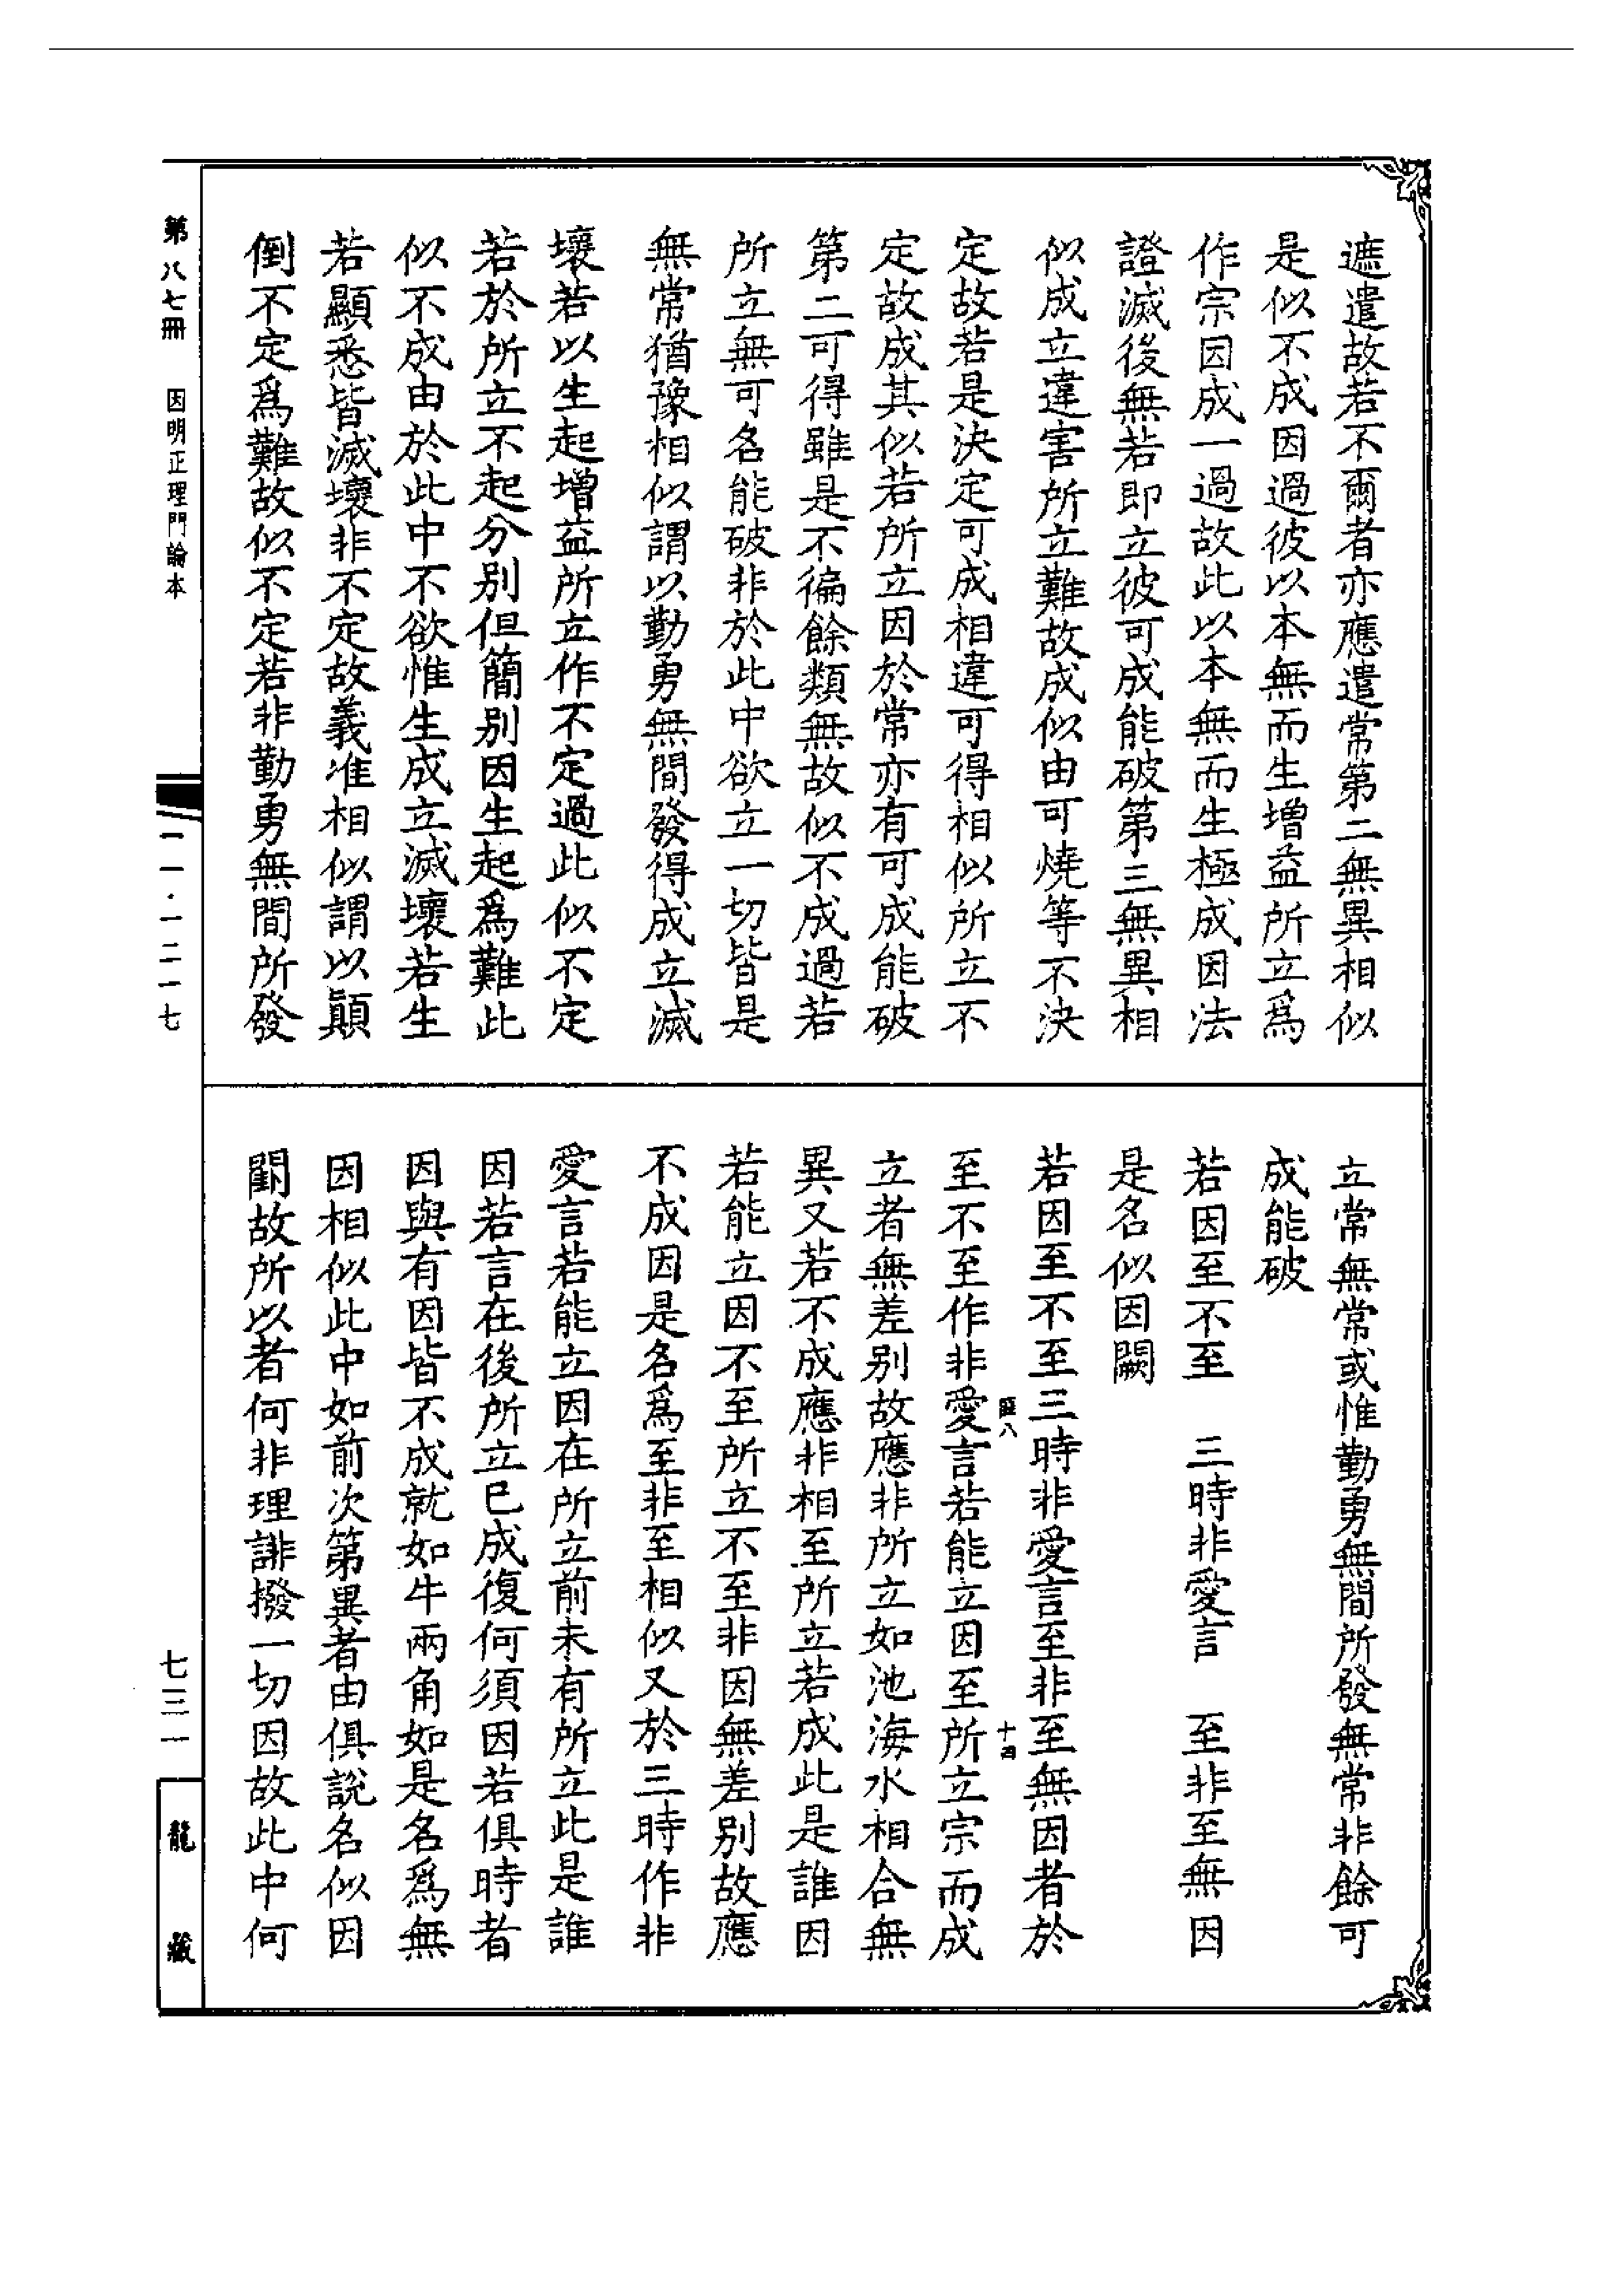 遮遣故若不爾者亦應遣常第二無異相似
是似不成因過彼以本無而生增益所立爲
作宗因成一過故此以本無而生極成因法
證滅後無若即立彼可成能破第三無異相
似成立違害所立難故成似由可燒等不決
定故若是決定可成相違可得相似所立不
定故成其似若所立因於常亦有可成能破
第二可得雖是不徧餘類無故似不成過若
所立無可名能破非於此中欲立一切皆是
無常猶豫相似謂以勤勇無間發得成立滅
壞若以生起增益所立作不定過此似不定
若於所立不起分別但簡別因生起爲難此
似不成由於此中不欲惟生成立滅壞若生
若顯悉皆滅壞非不定故義准相似謂以顛
倒不定爲難故似不定若非勤勇無間所發
立常無常或惟勤勇無間所發無常非餘可
成能破
若因至不至　三時非愛言　至非至無因
是名似因闕
若因至不至三時非愛言至非至無因者於
至不至作非愛言若能立因至所立宗而成
立者無差別故應非所立如池海水相合無
異又若不成應非相至所立若成此是誰因
若能立因不至所立不至非因無差別故應
不成因是名爲至非至相似又於三時作非
愛言若能立因在所立前未有所立此是誰
因若言在後所立已成復何須因若俱時者
因與有因皆不成就如牛兩角如是名爲無
因相似此中如前次第異者由俱說名似因
闕故所以者何非理誹撥一切因故此中何
第八七冊　因明正理門論本
一一·一二一七
七三一
龍藏
十四